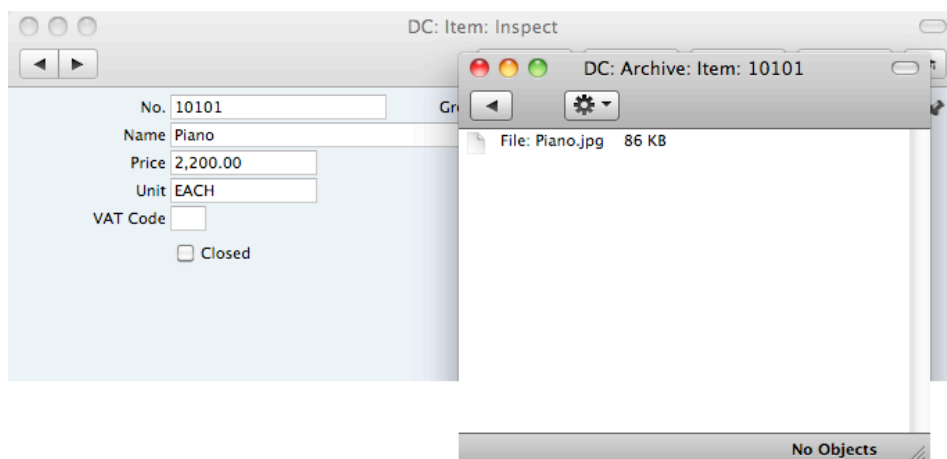 DC: Item: Inspect
No. 10101
Name Piano
Price 2,200.00
Unit EACH
VAT Code
Closed
DC: Archive: Item: 10101
File: Piano.jpg 86 KB
No Objects